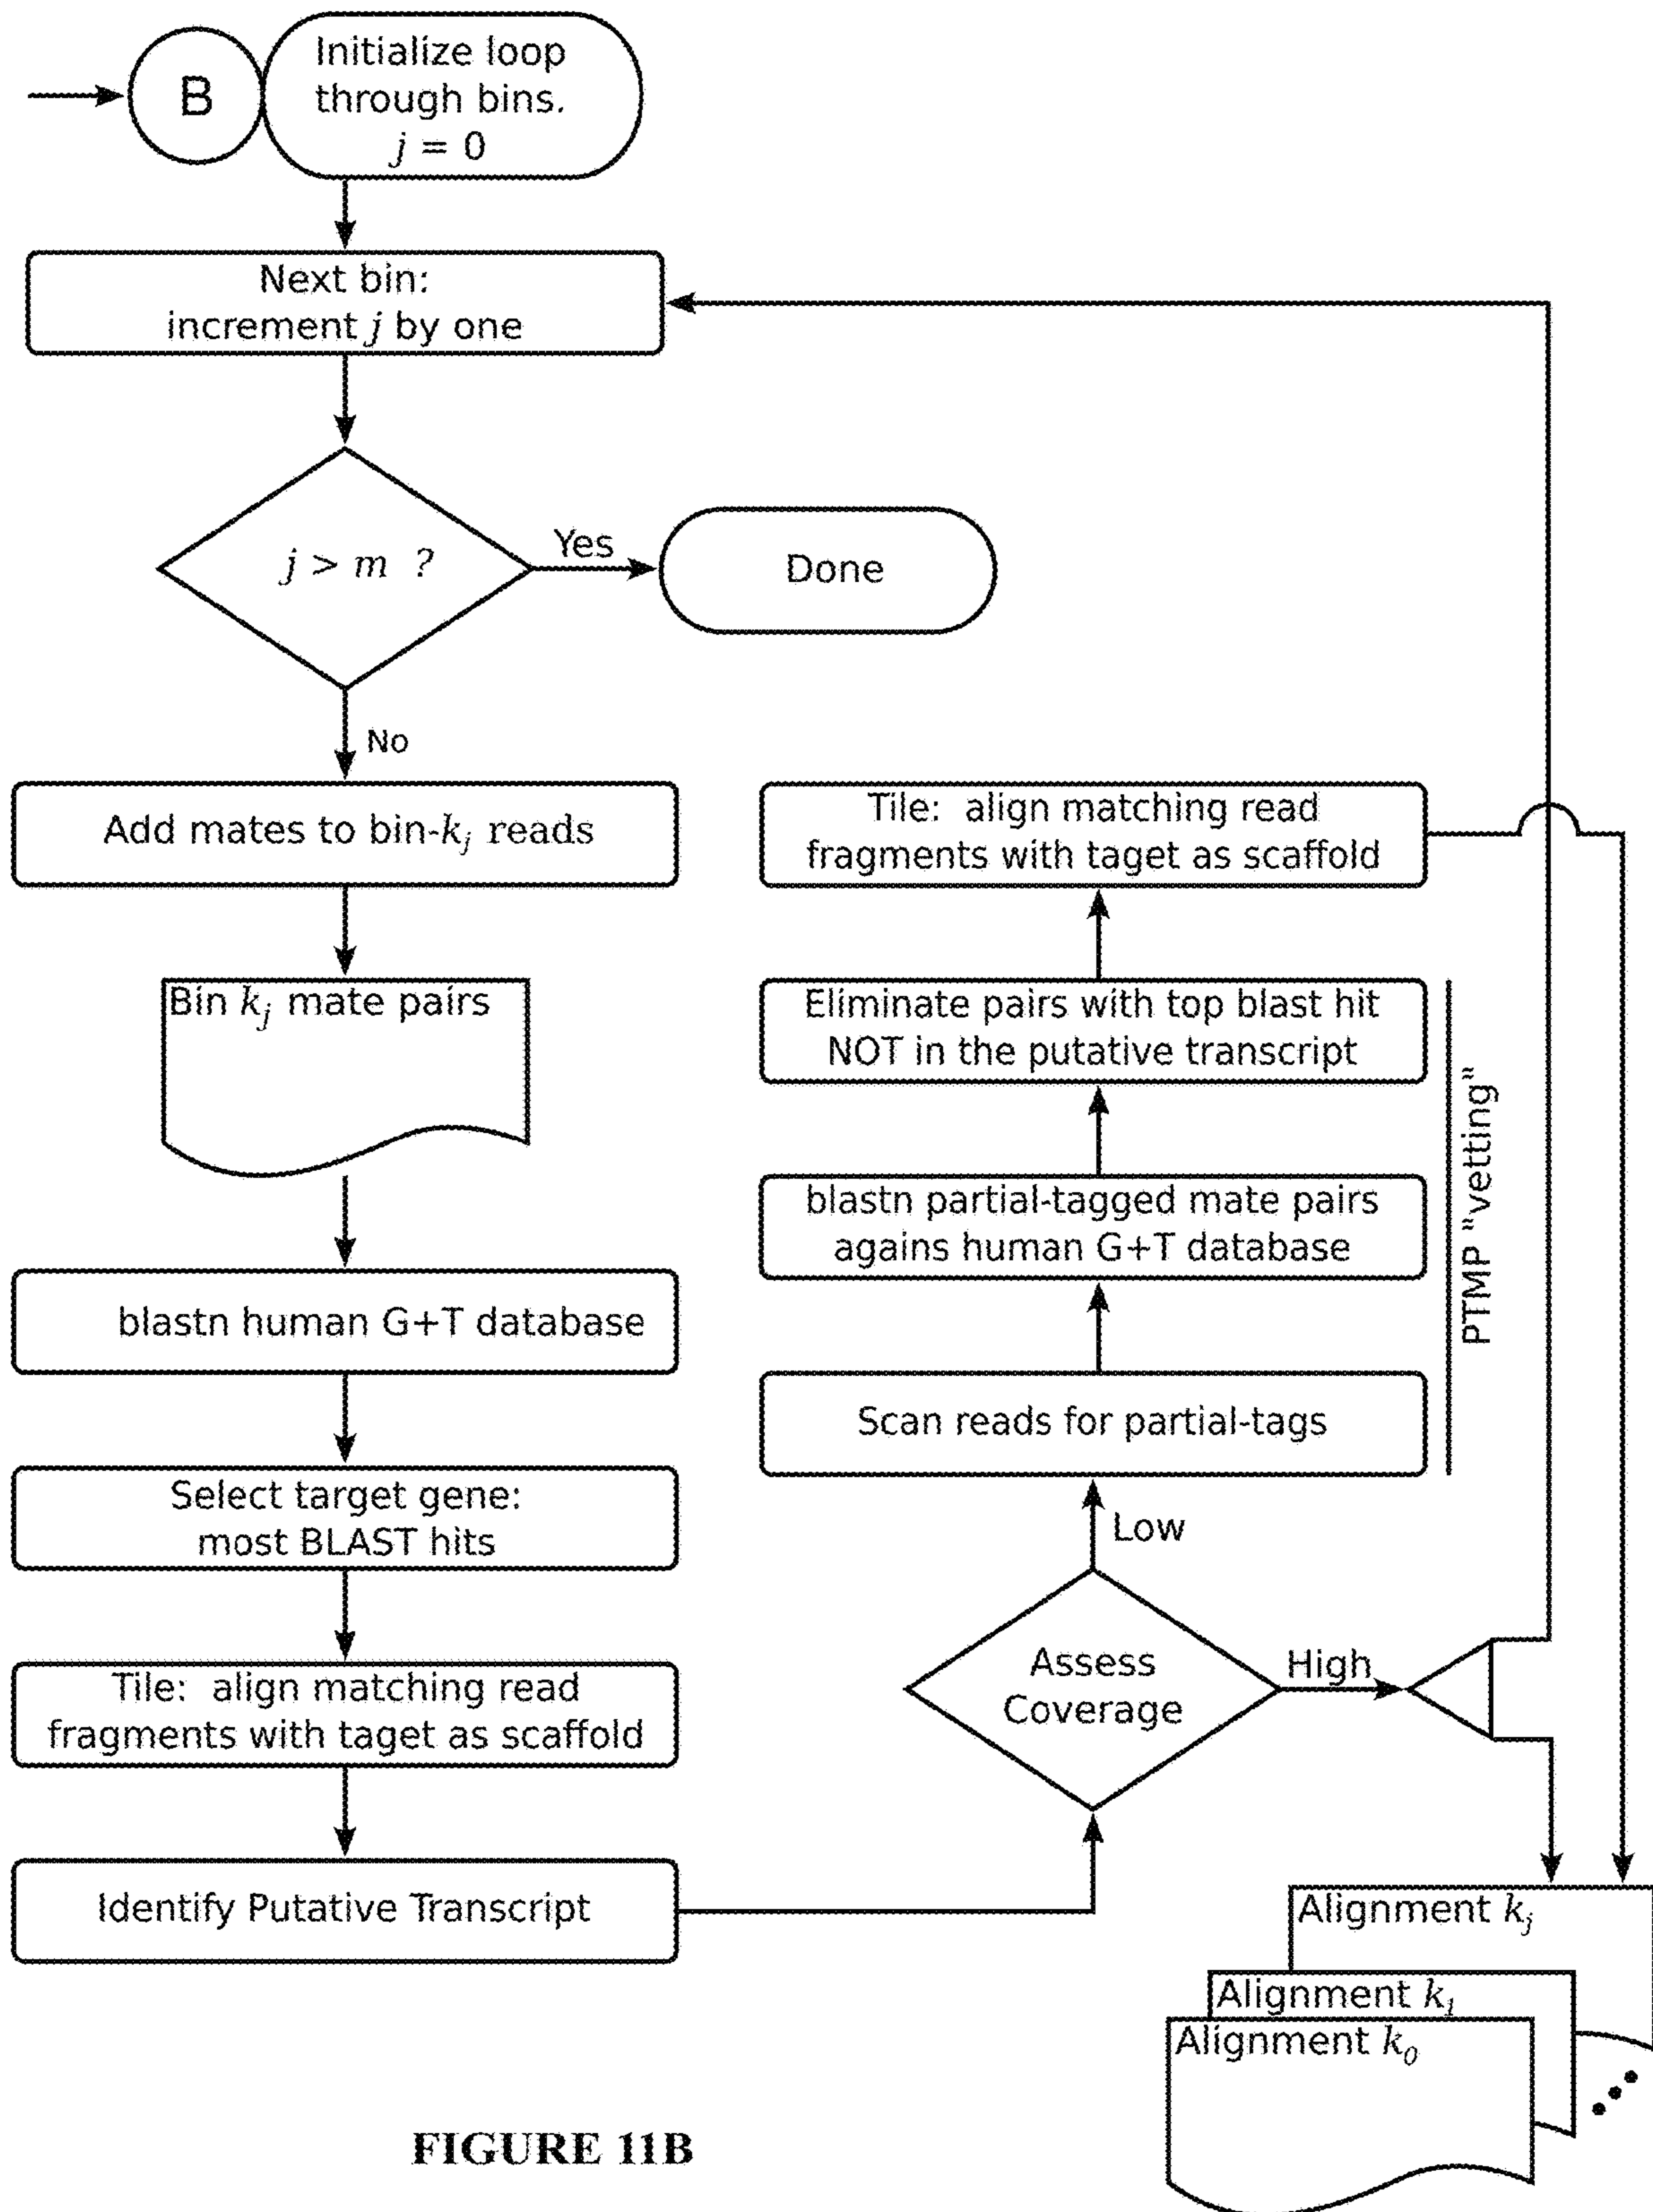 B
Initialize loop
through bins.
j = 0
Next bin:
increment j by one
j > m ?
Yes
Done
No
Add mates to bin-kj reads
Bin kj mate pairs
blastn human G+T database
Select target gene:
most BLAST hits
Tile: align matching read
fragments with taget as scaffold
Identify Putative Transcript
Tile: align matching read
fragments with taget as scaffold
Eliminate pairs with top blast hit
NOT in the putative transcript
blastn partial-tagged mate pairs
agains human G+T database
Scan reads for partial-tags
PTMP "vetting"
Low
Assess
Coverage
High
Alignment kj
Alignment k1
Alignment k0
FIGURE 11B